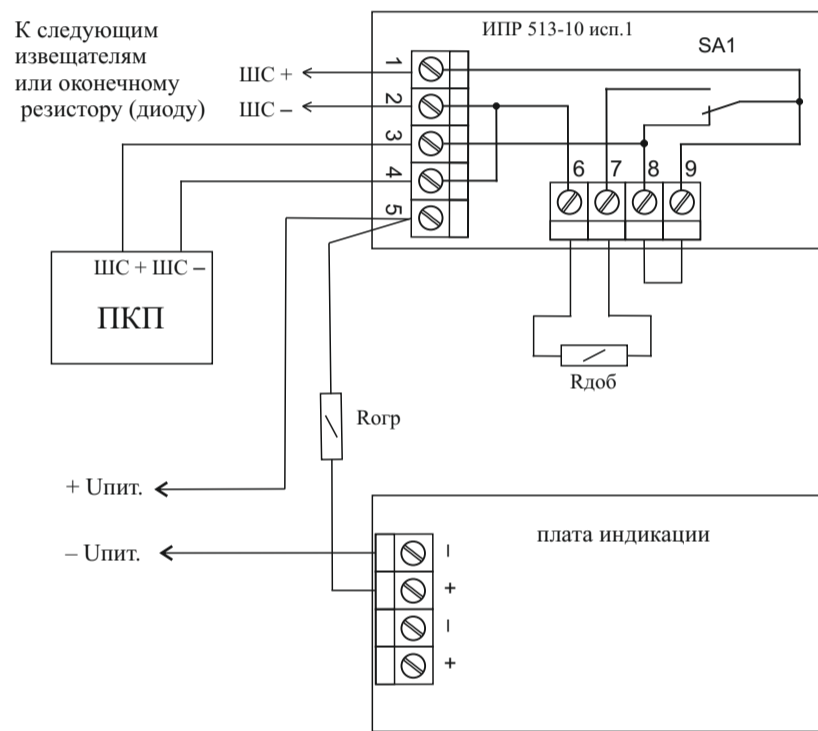 К следующим
извещателям
или оконечному
резистору (диоду)
ИПР 513-10 исп.1
SA1
ШС +
ШС –
1
2
3
4
5
6 7 8 9
ШС + ШС –
ПКП
Rдоб
Rогр
+ Uпит.
– Uпит.
плата индикации
–
+
–
+